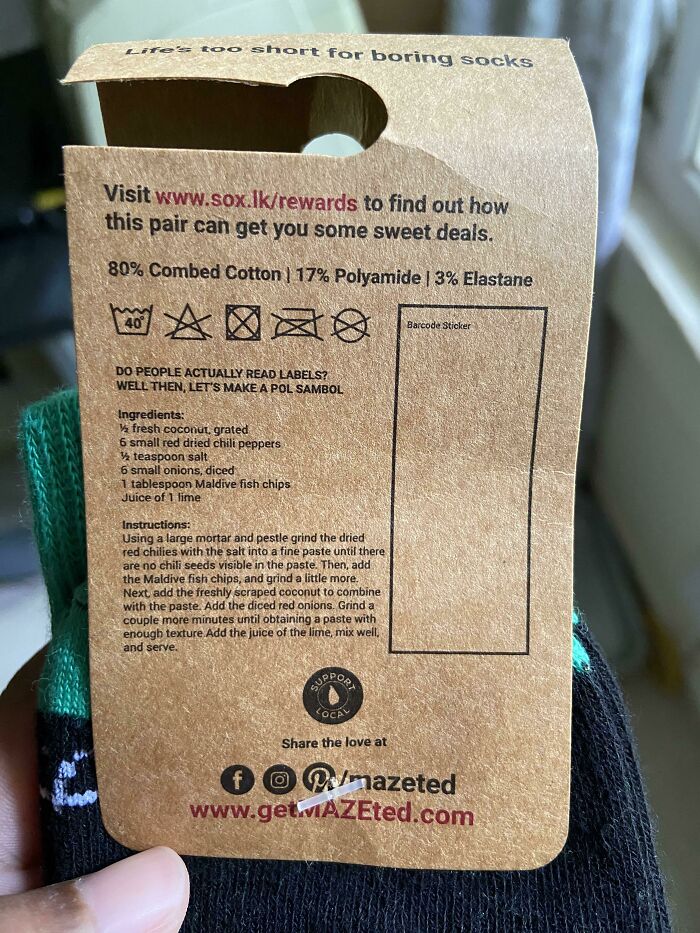 Life's too short for boring socks
Visit www.sox.lk/rewards to find out how
this pair can get you some sweet deals.
80% Combed Cotton | 17% Polyamide | 3% Elastane
40°
Barcode Sticker
DO PEOPLE ACTUALLY READ LABELS?
WELL THEN, LET'S MAKE A POL SAMBOL
Ingredients:
½ fresh coconut, grated
6 small red dried chili peppers
½ teaspoon salt
6 small onions, diced
1 tablespoon Maldive fish chips
Juice of 1 lime
Instructions:
Using a large mortar and pestle grind the dried
red chilies with the salt into a fine paste until there
are no chili seeds visible in the paste. Then, add
the Maldive fish chips, and grind a little more.
Next, add the freshly scraped coconut to combine
with the paste. Add the diced red onions. Grind a
couple more minutes until obtaining a paste with
enough texture.Add the juice of the lime, mix well,
and serve.
SUPPORT
LOCAL
Share the love at
/mazeted
www.getMAZEted.com